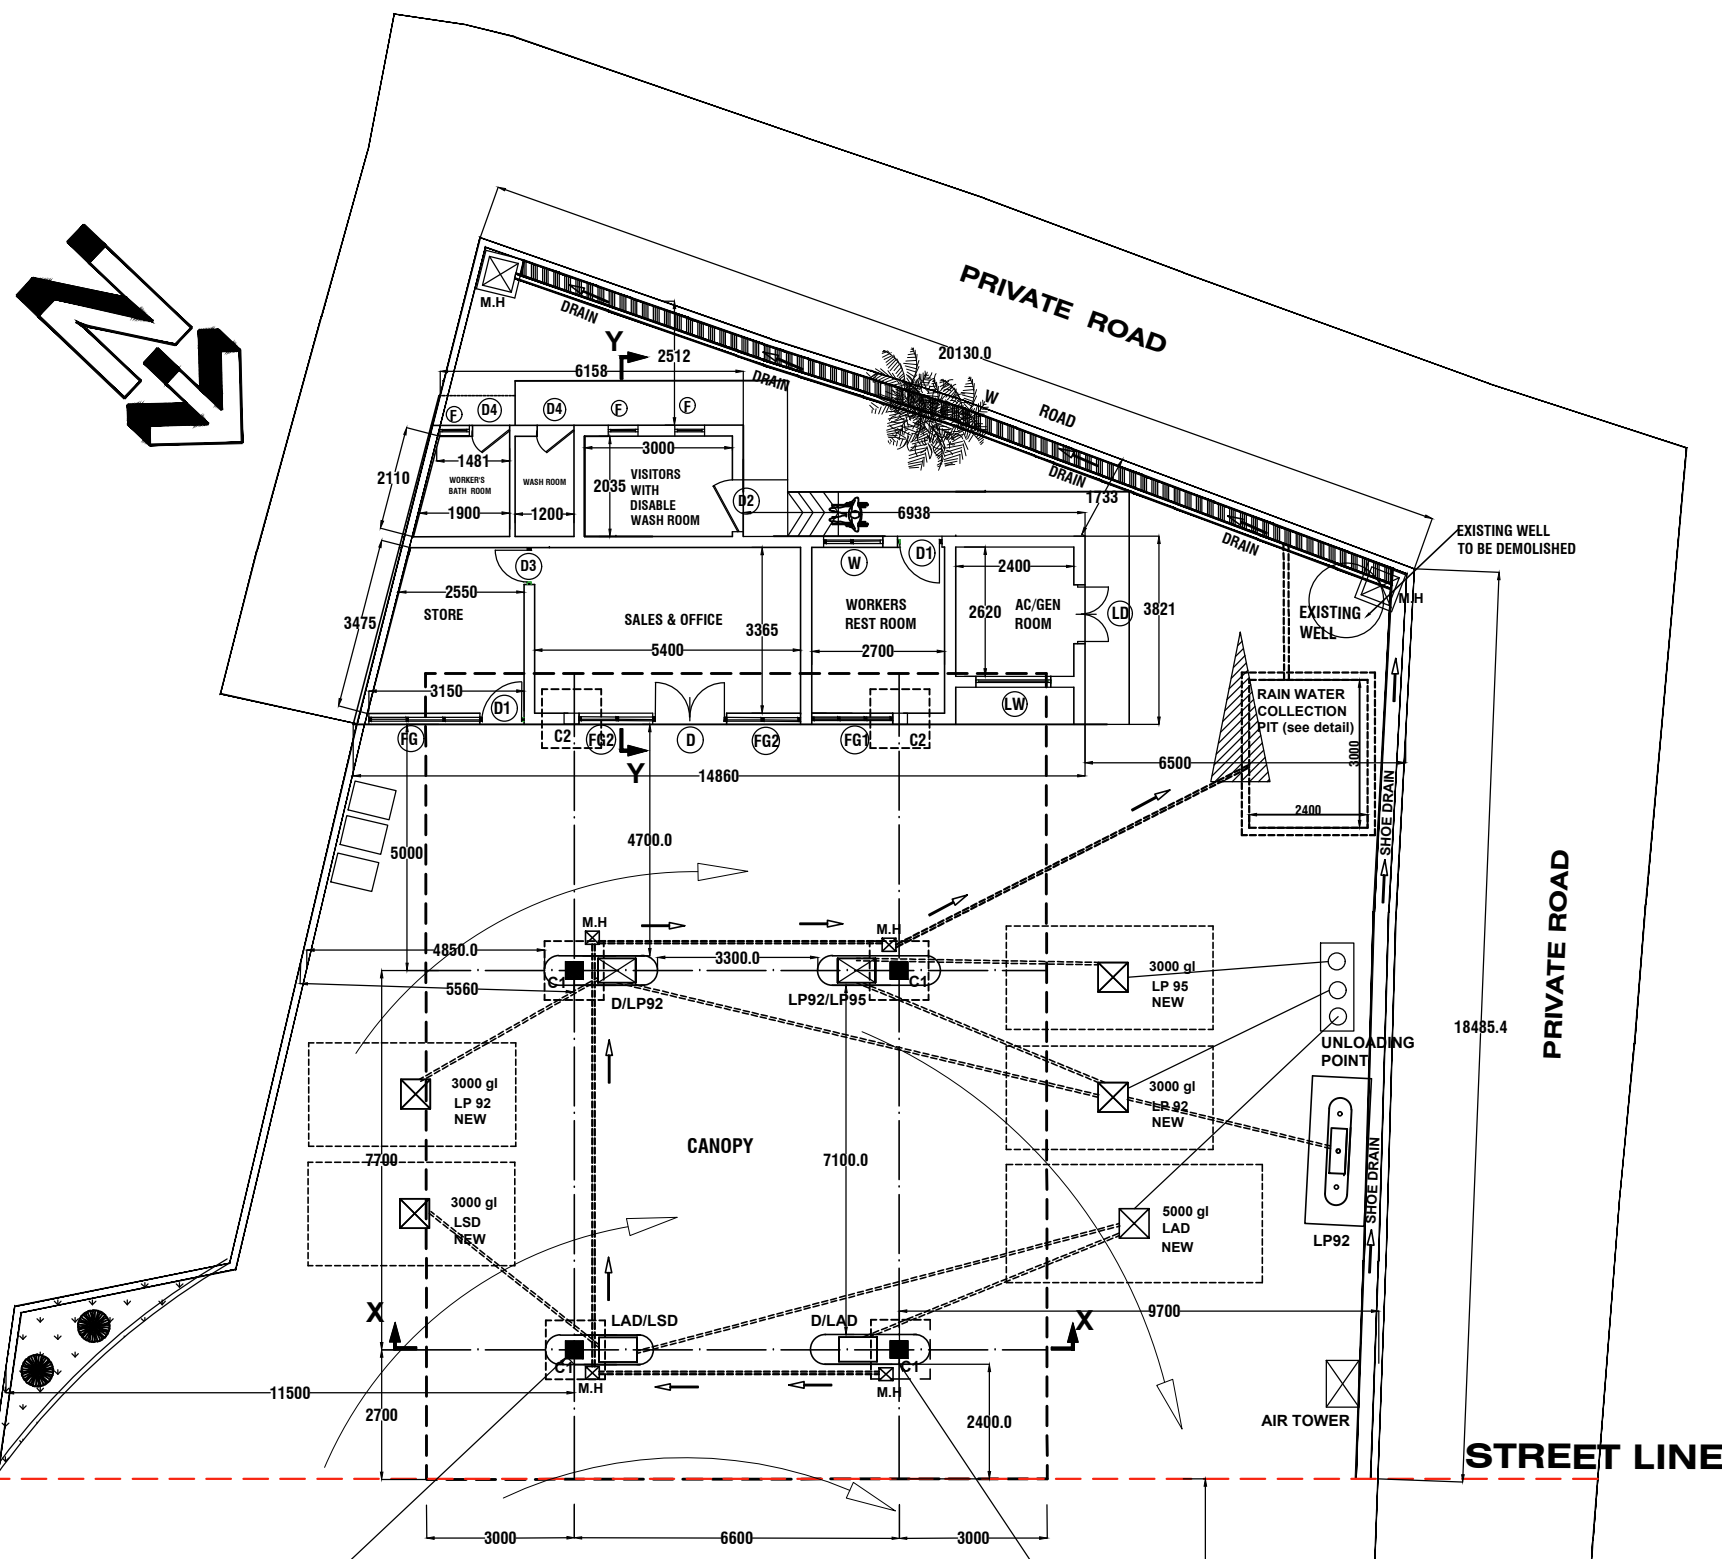 PRIVATE ROAD
20130.0
M.H
DRAIN
Y
2512
6158
DRAIN
W
ROAD
F
D4
D4
F
F
3000
1481
2110
WORKER'S
BATH ROOM
WASH ROOM
2035
VISITORS
WITH
DISABLE
WASH ROOM
D2
1900
1200
6938
DRAIN
1733
DRAIN
EXISTING WELL
TO BE DEMOLISHED
D3
W
D1
2400
2550
STORE
SALES & OFFICE
3365
WORKERS
REST ROOM
2620
AC/GEN
ROOM
LD
3821
EXISTING
WELL
M.H
3475
5400
2700
3150
D1
LW
RAIN WATER
COLLECTION
PIT (see detail)
3000
2400
FG
C2
FG2
D
FG2
FG1
C2
Y
14860
6500
SHOE DRAIN
5000
4700.0
PRIVATE ROAD
M.H
M.H
4850.0
3300.0
5560
C1
D/LP92
LP92/LP95
C1
3000 gl
LP 95
NEW
18485.4
UNLOADING
POINT
3000 gl
LP 92
NEW
3000 gl
LP 92
NEW
CANOPY
7100.0
7700
SHOE DRAIN
3000 gl
LSD
NEW
5000 gl
LAD
NEW
LP92
X
LAD/LSD
D/LAD
X
9700
C1
C1
M.H
M.H
11500
2700
2400.0
AIR TOWER
STREET LINE
3000
6600
3000